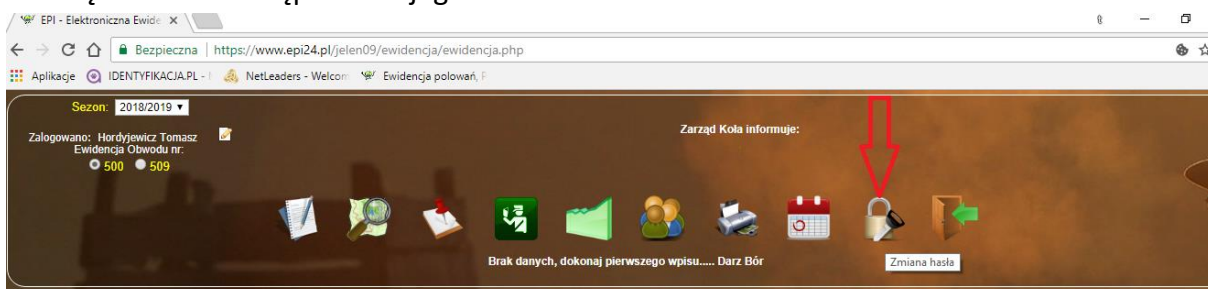 EPI - Elektroniczna Ewide
Bezpieczna | https://www.epi24.pl/jelen09/ewidencja/ewidencja.php
Aplikacje IDENTYFIKACJA.PL - NetLeaders - Welcom Ewidencja polowań,
Sezon: 2018/2019
Zalogowano: Hordyjewicz Tomasz
Ewidencja Obwodu nr:
500 509
Zarząd Koła informuje:
Brak danych, dokonaj pierwszego wpisu..... Darz Bór
Zmiana hasła